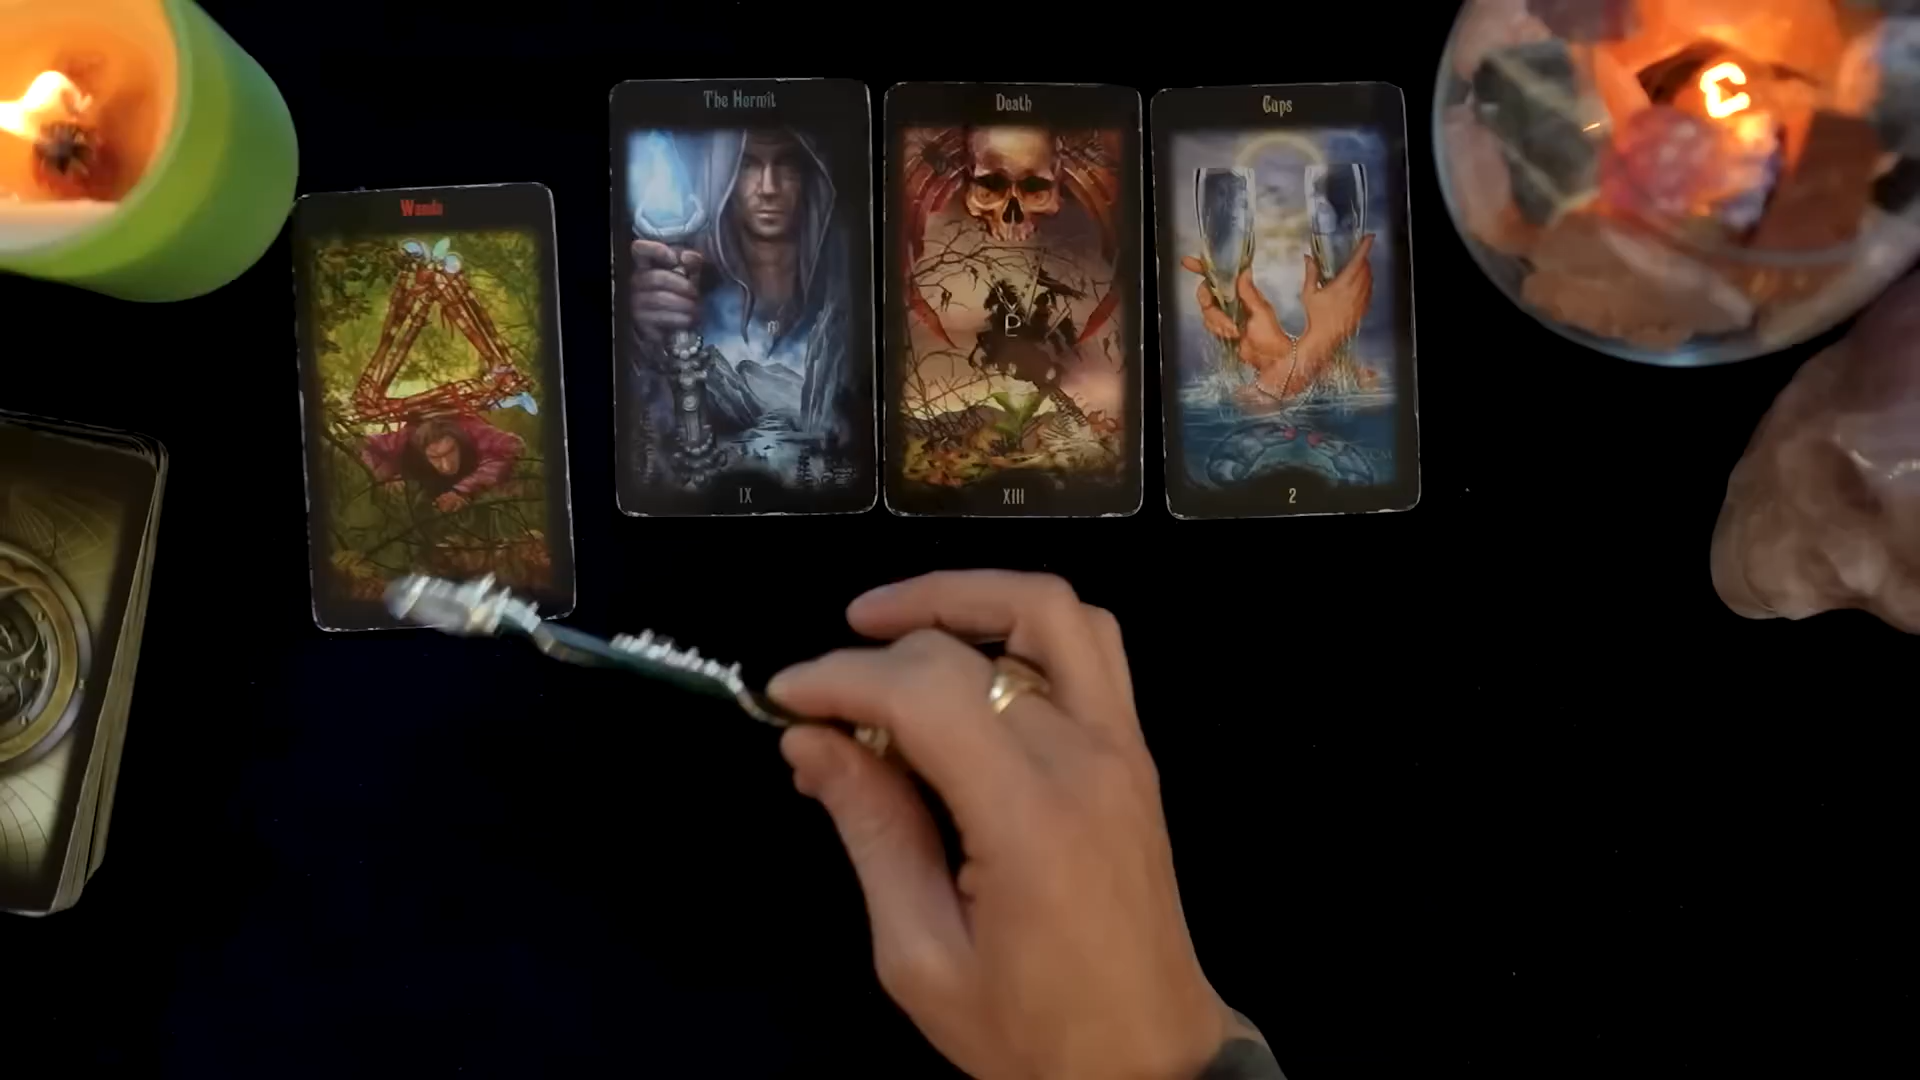 Wands
The Hermit
IX
Death
XIII
Cups
2